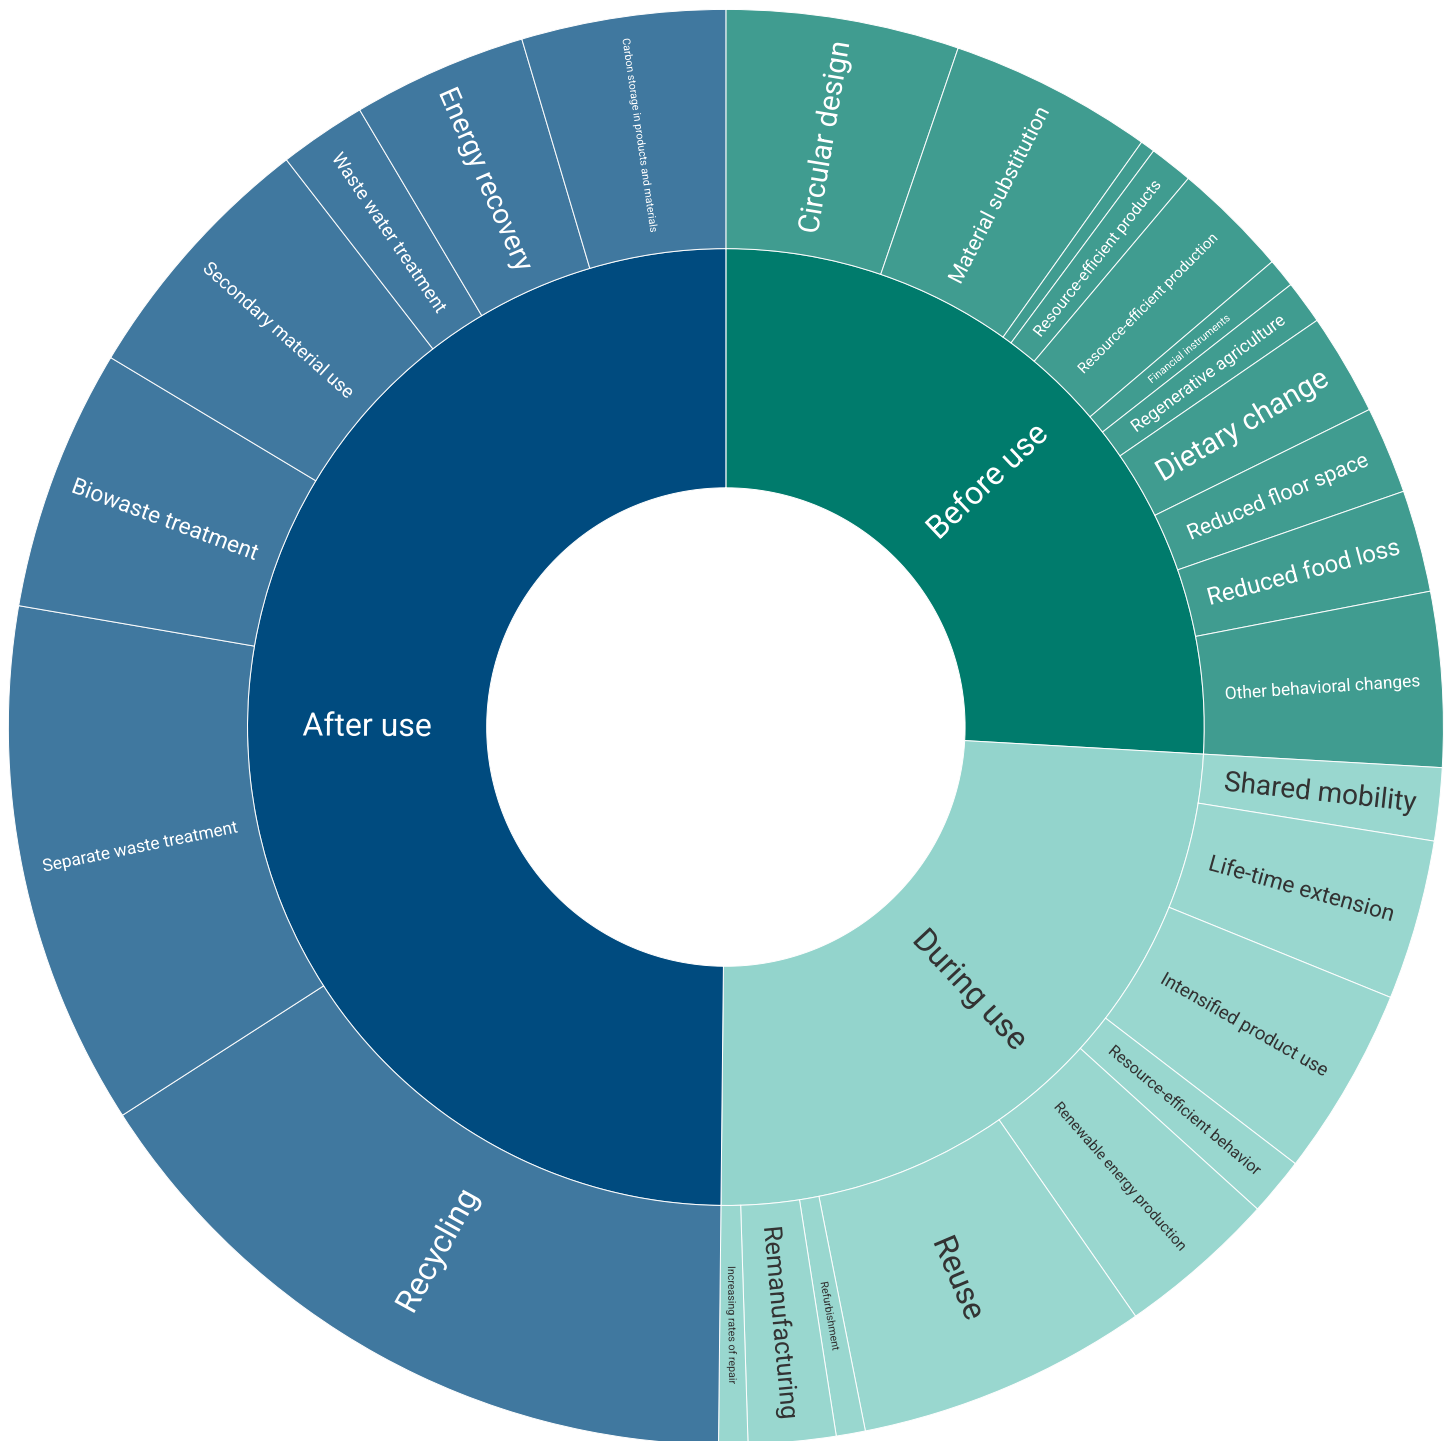 Before use
Circular design
Material substitution
Resource-efficient products
Resource-efficient production
Financial instruments
Regenerative agriculture
Dietary change
Reduced floor space
Reduced food loss
Other behavioral changes
During use
Shared mobility
Life-time extension
Intensified product use
Resource-efficient behavior
Renewable energy production
Reuse
Refurbishment
Remanufacturing
Increasing rates of repair
After use
Recycling
Separate waste treatment
Biowaste treatment
Secondary material use
Waste water treatment
Energy recovery
Carbon storage in products and materials